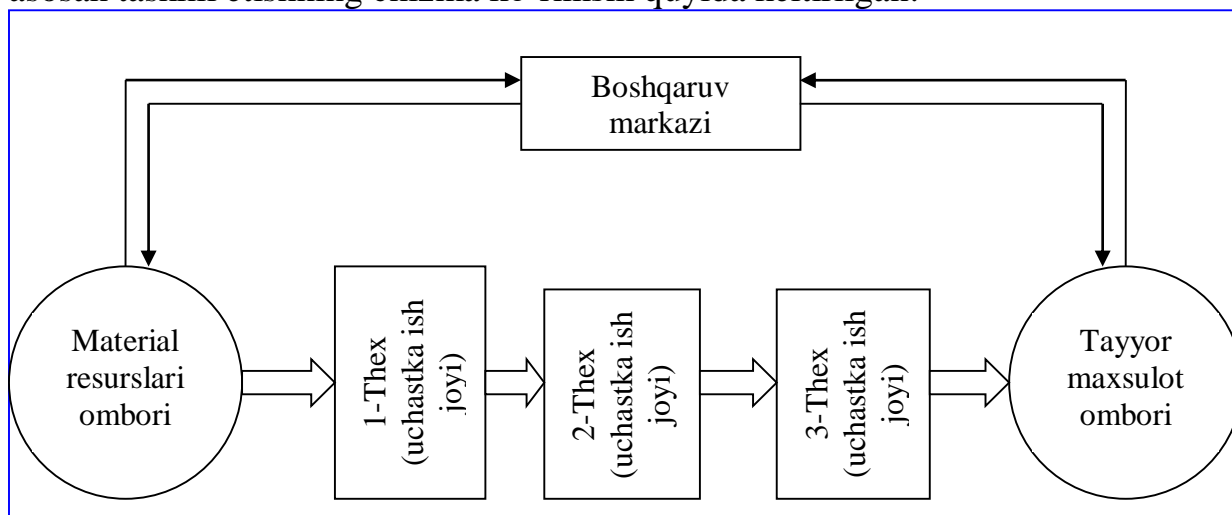 Boshqaruv
markazi
Material
resurslari
ombori
1-Thex
(uchastka ish
joyi)
2-Thex
(uchastka ish
joyi)
3-Thex
(uchastka ish
joyi)
Tayyor
maxsulot
ombori